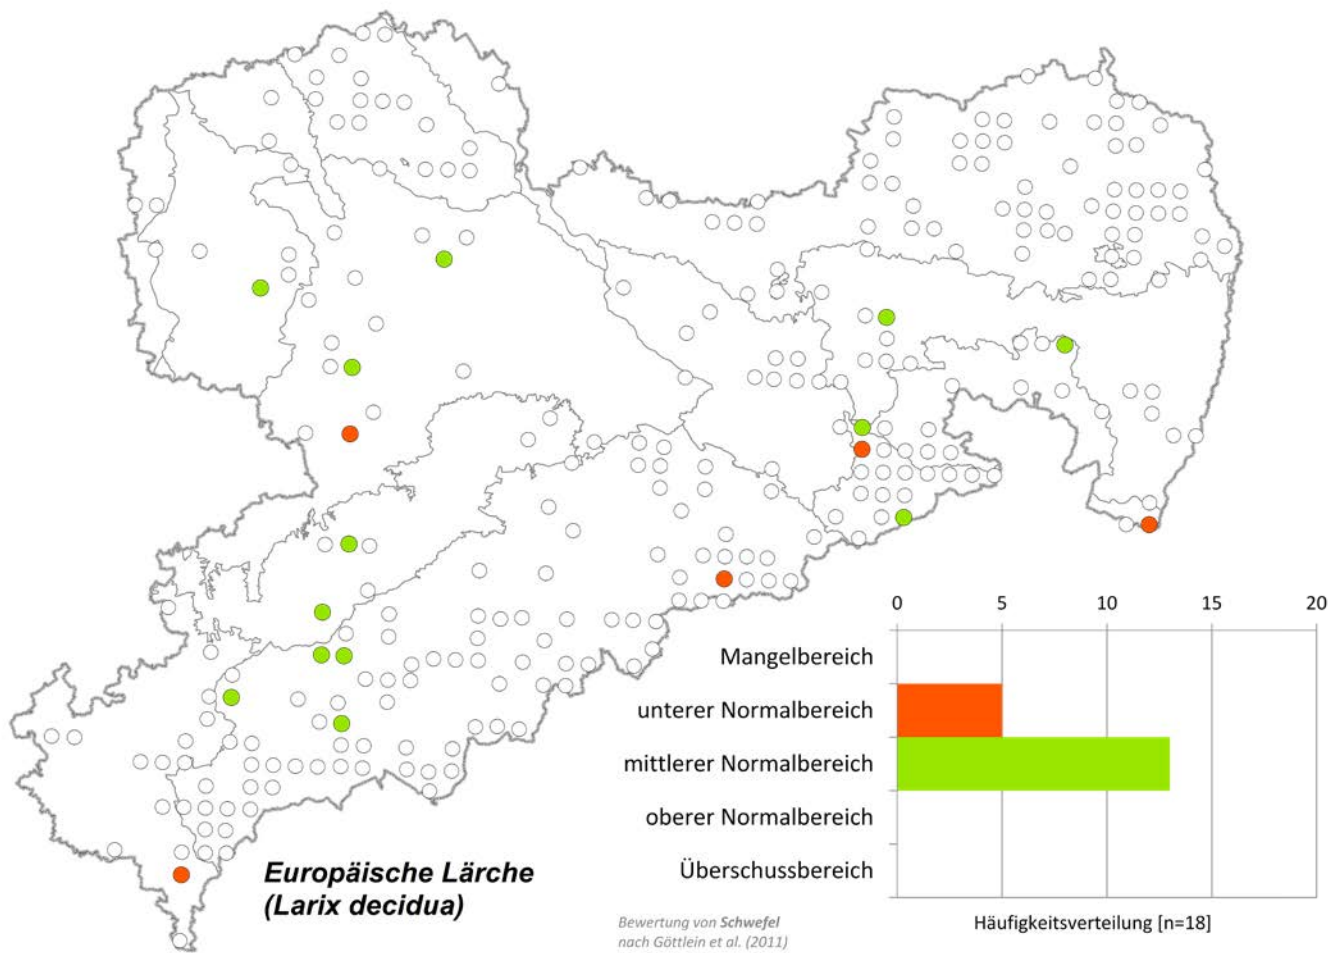 0 5 10 15 20
Mangelbereich
unterer Normalbereich
mittlerer Normalbereich
oberer Normalbereich
Überschussbereich
Europäische Lärche
(Larix decidua)
Bewertung von Schwefel
nach Göttlein et al. (2011)
Häufigkeitsverteilung [n=18]